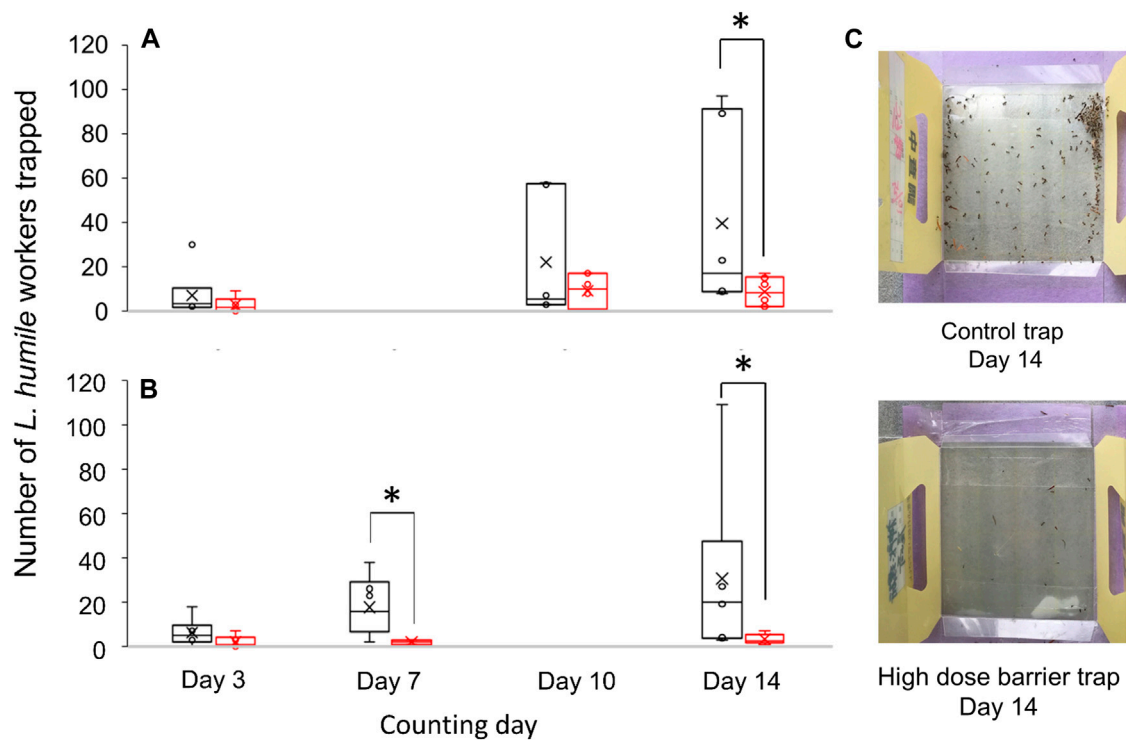 A
120
100
80
60
40
20
0
*
B
120
100
80
60
40
20
0
*
*
Number of L. humile workers trapped
Day 3
Day 7
Day 10
Day 14
Counting day
C
Control trap
Day 14
High dose barrier trap
Day 14